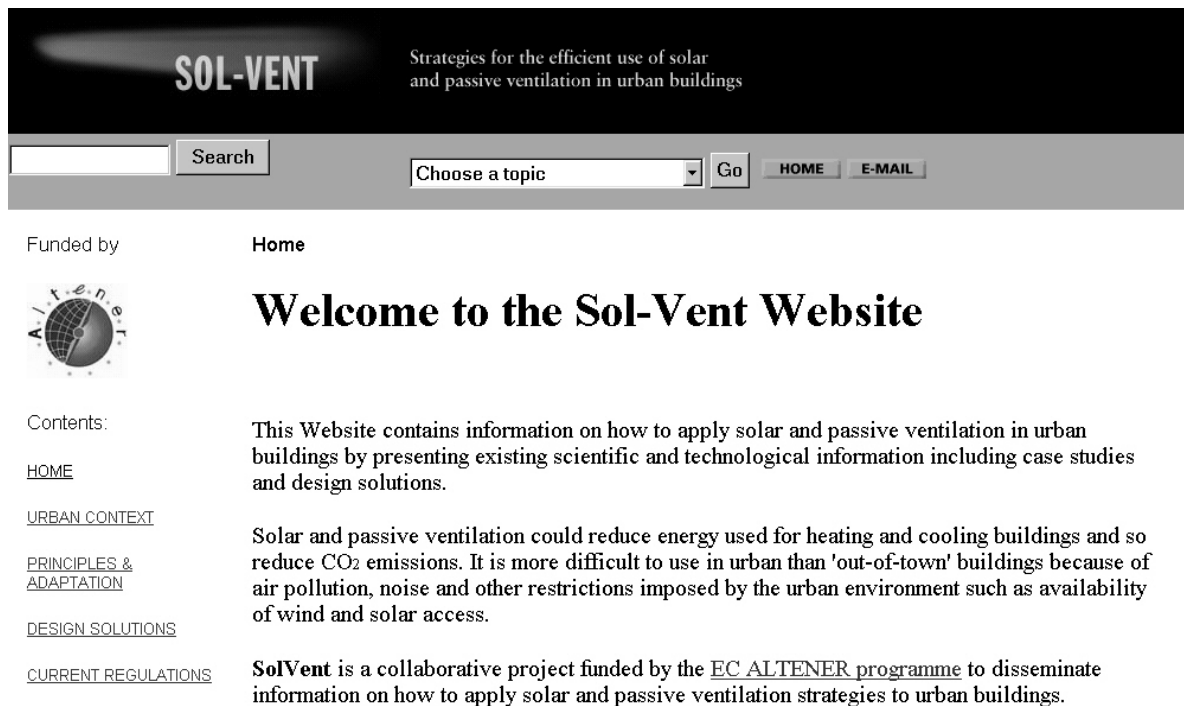 SOL-VENT
Strategies for the efficient use of solar
and passive ventilation in urban buildings
Search
Choose a topic
Go
HOME
E-MAIL
Funded by
Altener
Contents:
HOME
URBAN CONTEXT
PRINCIPLES &
ADAPTATION
DESIGN SOLUTIONS
CURRENT REGULATIONS
Home
Welcome to the Sol-Vent Website
This Website contains information on how to apply solar and passive ventilation in urban
buildings by presenting existing scientific and technological information including case studies
and design solutions.
Solar and passive ventilation could reduce energy used for heating and cooling buildings and so
reduce CO₂ emissions. It is more difficult to use in urban than 'out-of-town' buildings because of
air pollution, noise and other restrictions imposed by the urban environment such as availability
of wind and solar access.
SolVent is a collaborative project funded by the EC ALTENER programme to disseminate
information on how to apply solar and passive ventilation strategies to urban buildings.